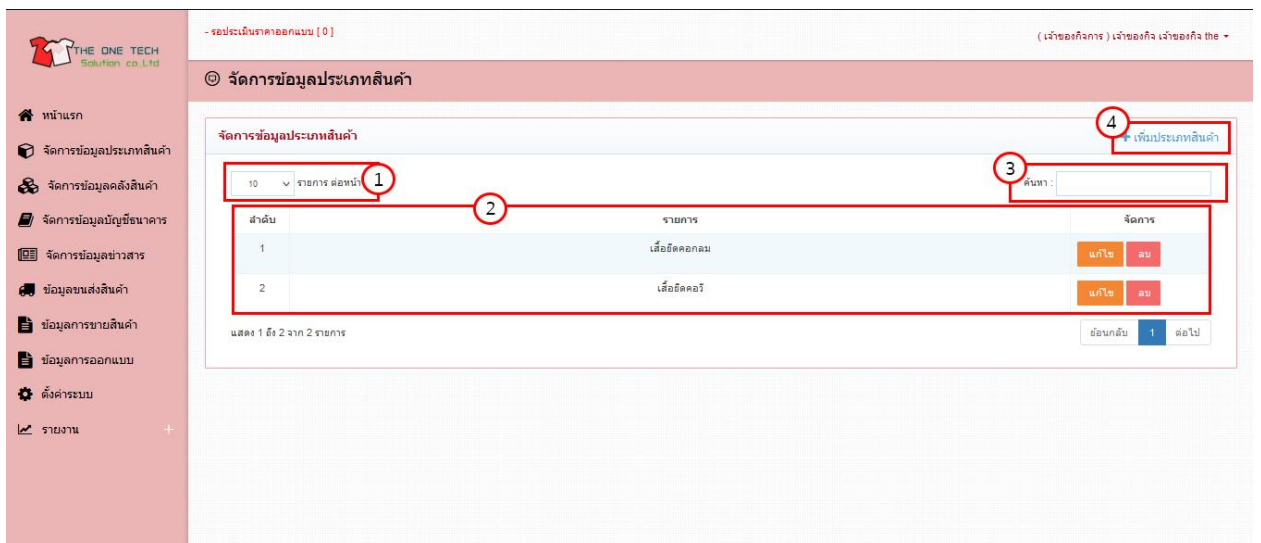 THE ONE TECH
Solution co.,Ltd
- รอประเมินราคาออกแบบ [ 0 ]
( เจ้าของกิจการ ) เจ้าของกิจ เจ้าของกิจ the
จัดการข้อมูลประเภทสินค้า
หน้าแรก
จัดการข้อมูลประเภทสินค้า
จัดการข้อมูลคลังสินค้า
จัดการข้อมูลบัญชีธนาคาร
จัดการข้อมูลข่าวสาร
ข้อมูลขนส่งสินค้า
ข้อมูลการขายสินค้า
ข้อมูลการออกแบบ
ตั้งค่าระบบ
รายงาน +
จัดการข้อมูลประเภทสินค้า
4
+ เพิ่มประเภทสินค้า
10 รายการ ต่อหน้า 1
3
ค้นหา :
2
ลำดับ รายการ จัดการ
1 เสื้อยืดคอกลม แก้ไข ลบ
2 เสื้อยืดคอวี แก้ไข ลบ
แสดง 1 ถึง 2 จาก 2 รายการ
ย้อนกลับ 1 ต่อไป